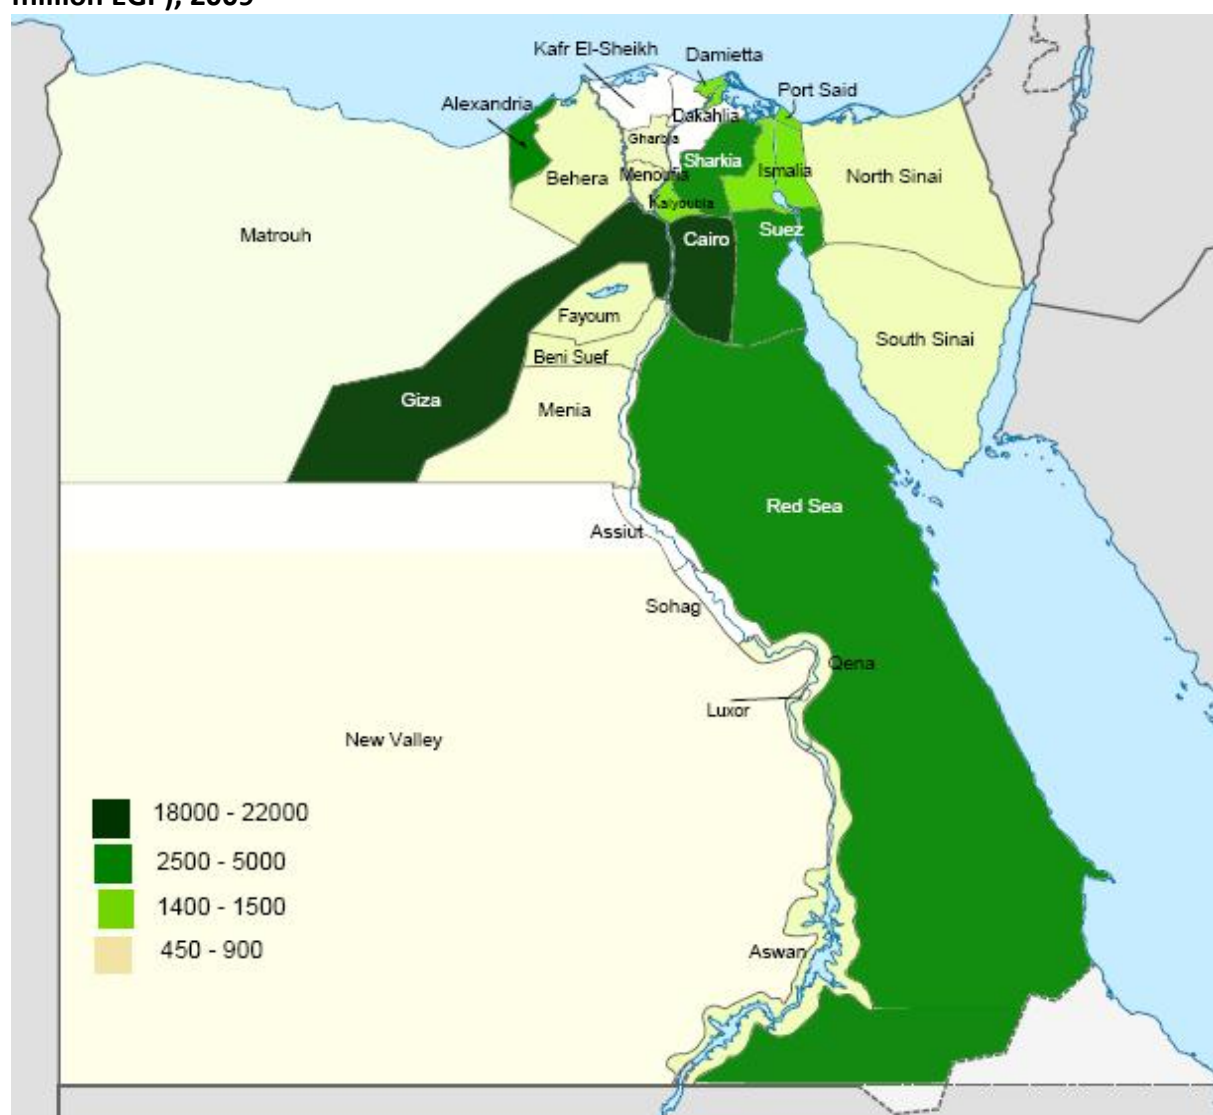 million EGP), 2009
Kafr El-Sheikh
Damietta
Port Said
Alexandria
Dakahlia
Gharbia
Sharkia
Ismalia
Behera
Menoufia
North Sinai
Kalyoubia
Matrouh
Cairo
Suez
Fayoum
South Sinai
Beni Suef
Giza
Menia
Red Sea
Assiut
Sohag
Qena
Luxor
New Valley
18000 - 22000
2500 - 5000
1400 - 1500
450 - 900
Aswan